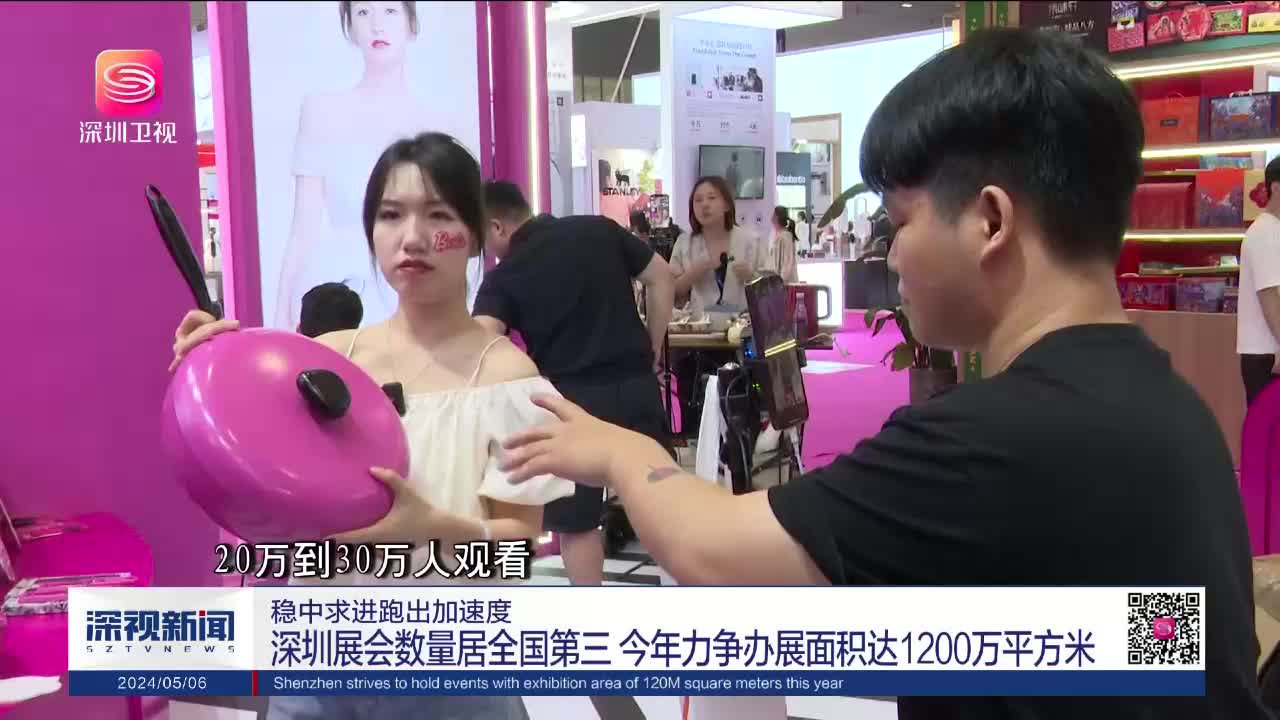 深圳卫视
STANLEY
Barbie
20万到30万人观看
深视新闻
SZTVNEWS
稳中求进跑出加速度
深圳展会数量居全国第三 今年力争办展面积达1200万平方米
2024/05/06
Shenzhen strives to hold events with exhibition area of 120M square meters this year